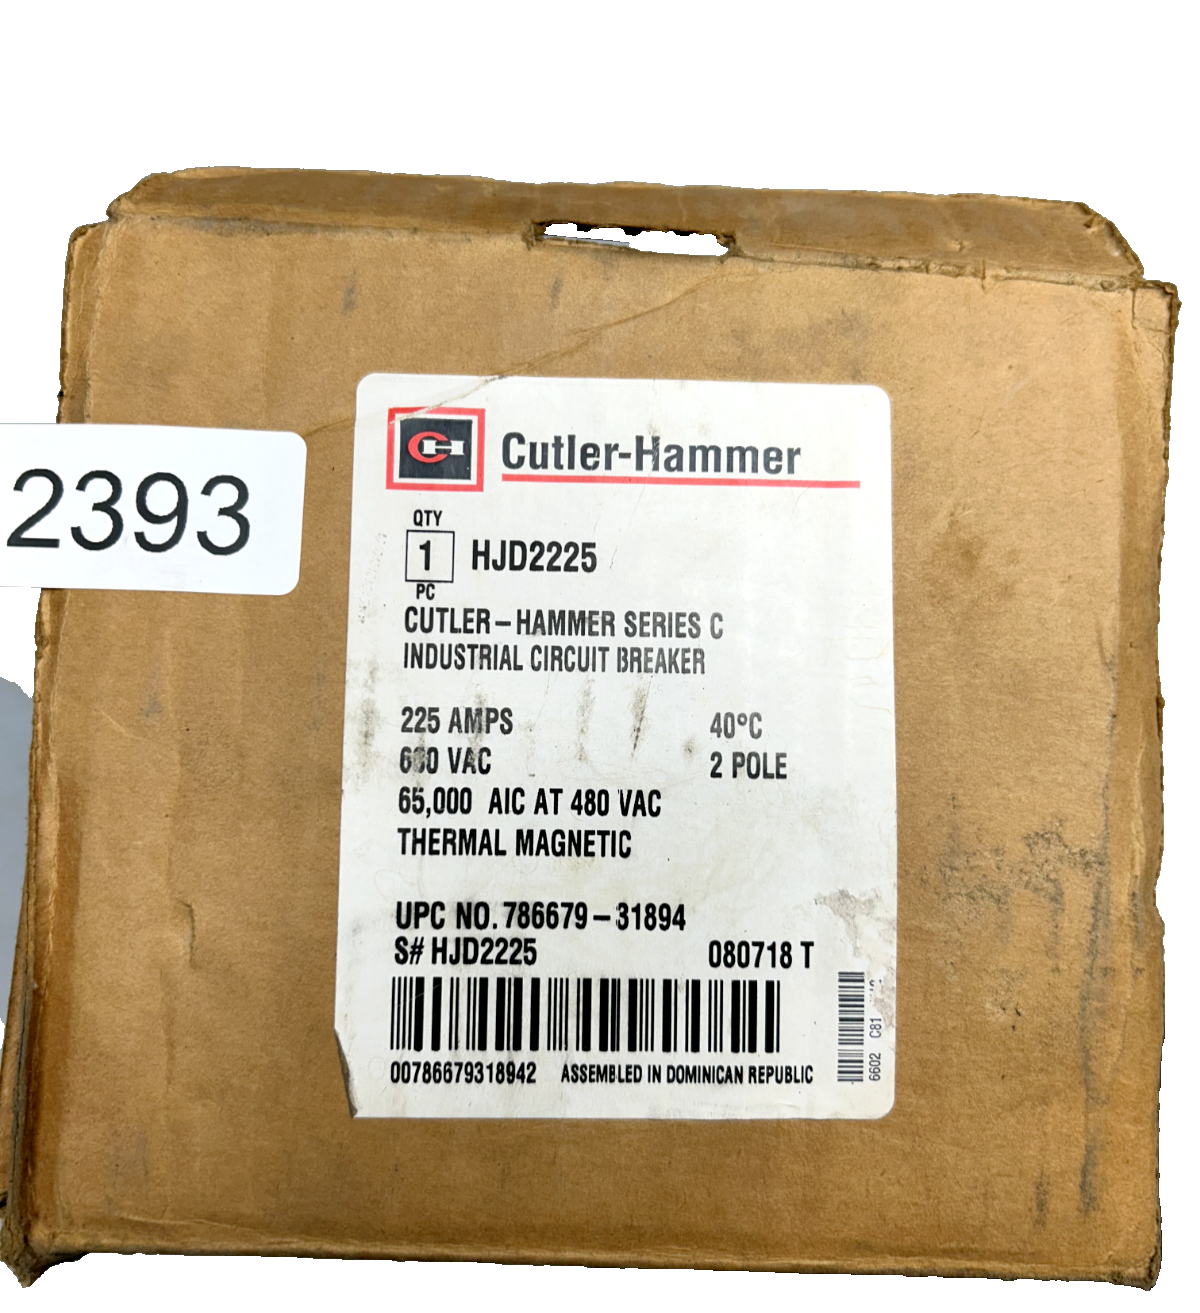 2393
CH
Cutler-Hammer
QTY
1 HJD2225
PC
CUTLER-HAMMER SERIES C
INDUSTRIAL CIRCUIT BREAKER
225 AMPS 40°C
VAC 2 POLE
65,000 AIC AT 480 VAC
THERMAL MAGNETIC
UPC NO. 786679-31894
S# HJD2225 080718 T
00786679318942 ASSEMBLED IN DOMINICAN REPUBLIC
6602 C81